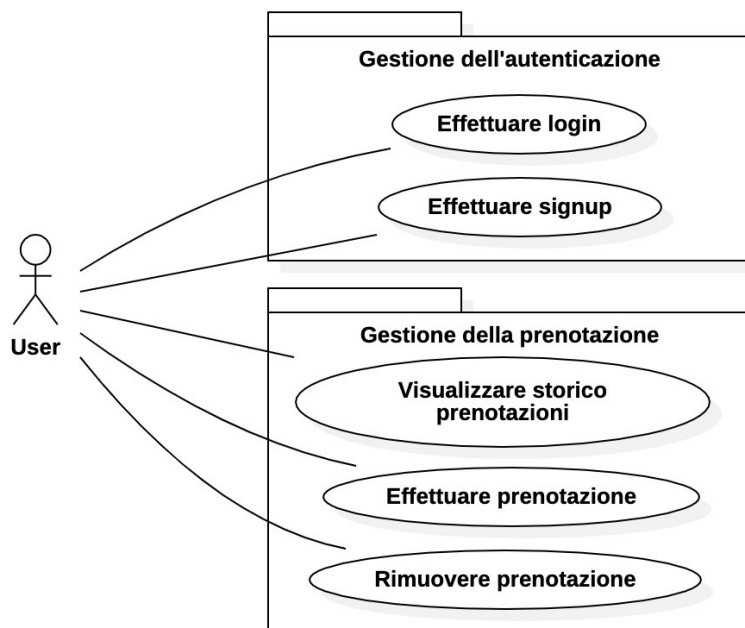 Gestione dell'autenticazione
Effettuare login
Effettuare signup
User
Gestione della prenotazione
Visualizzare storico
prenotazioni
Effettuare prenotazione
Rimuovere prenotazione